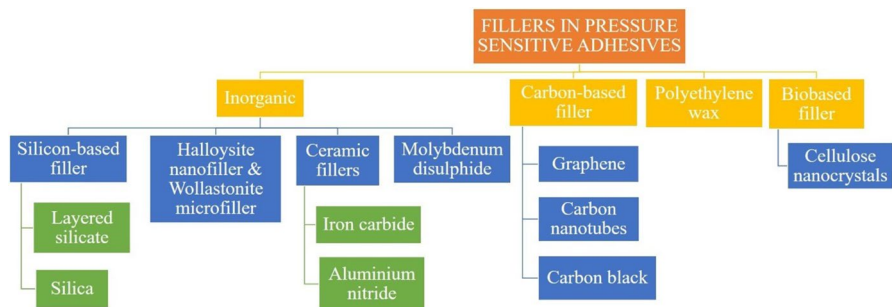 FILLERS IN PRESSURE
SENSITIVE ADHESIVES
Inorganic
Carbon-based
filler
Polyethylene
wax
Biobased
filler
Silicon-based
filler
Halloysite
nanofiller &
Wollastonite
microfiller
Ceramic
fillers
Molybdenum
disulphide
Graphene
Cellulose
nanocrystals
Layered
silicate
Iron carbide
Carbon
nanotubes
Silica
Aluminium
nitride
Carbon black